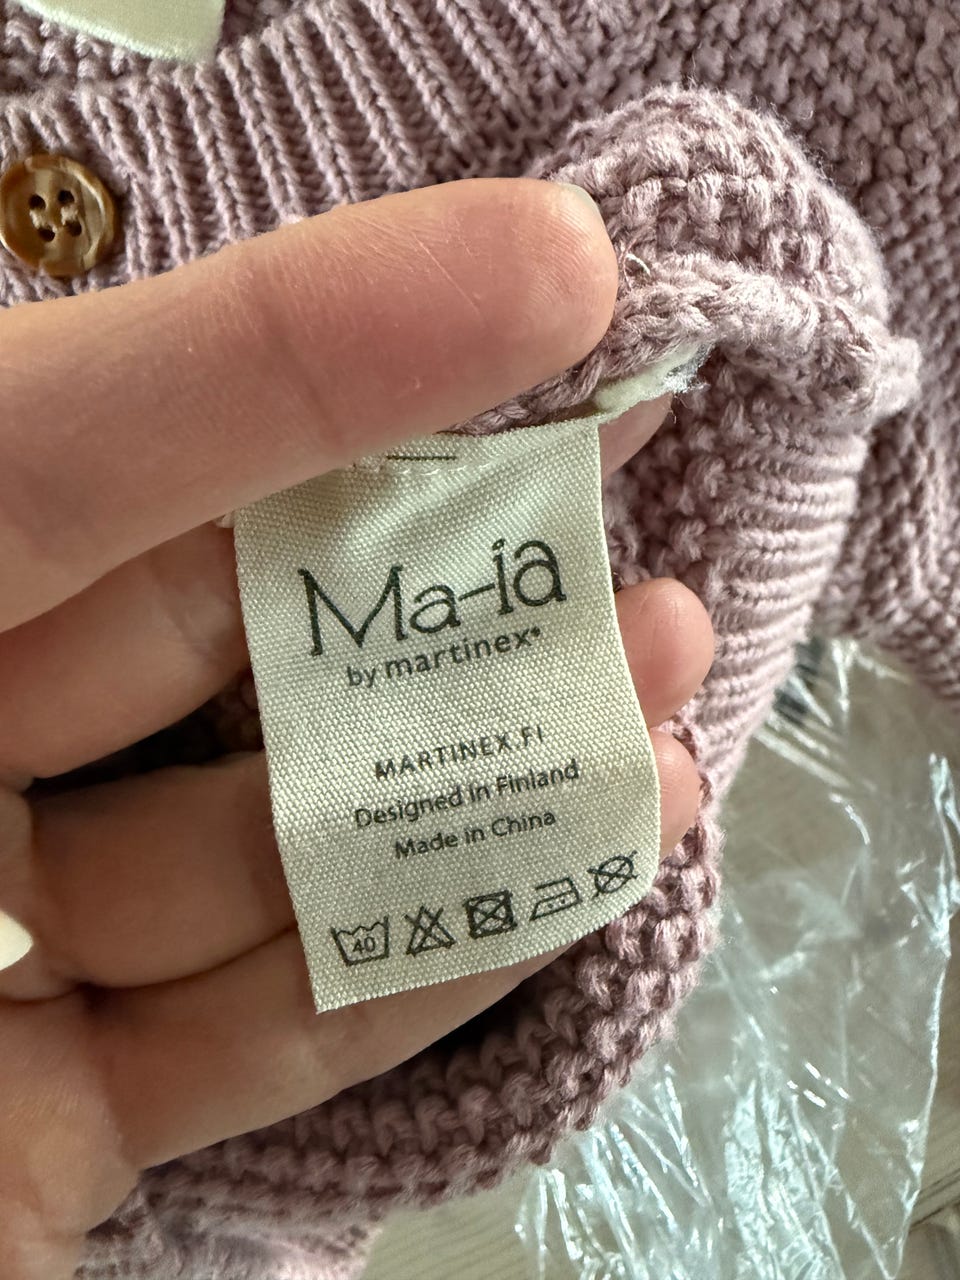 Ma-ia
by martinex®
MARTINEX.FI
Designed in Finland
Made in China
40